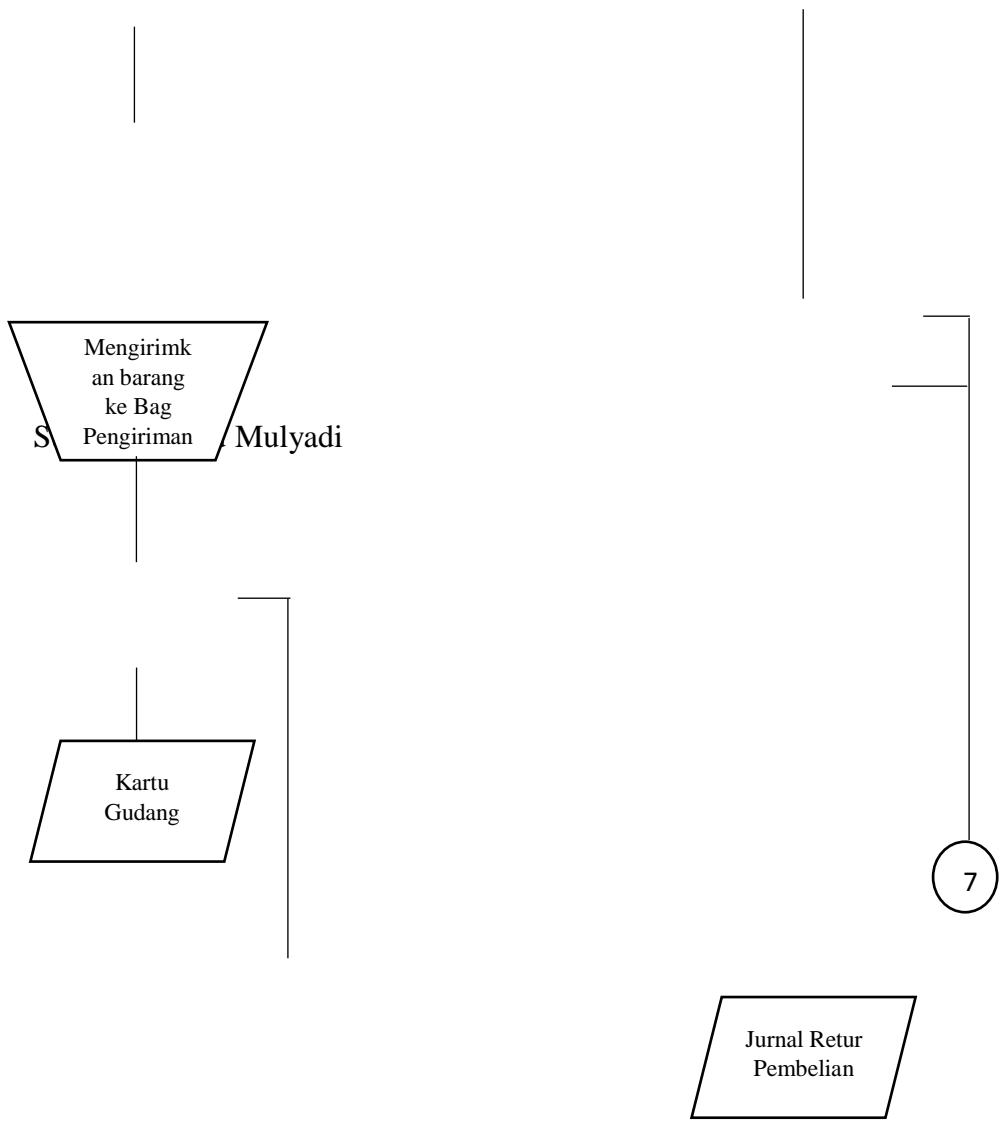 Mengirimk
an barang
ke Bag
Pengiriman
Mulyadi
Kartu
Gudang
7
Jurnal Retur
Pembelian